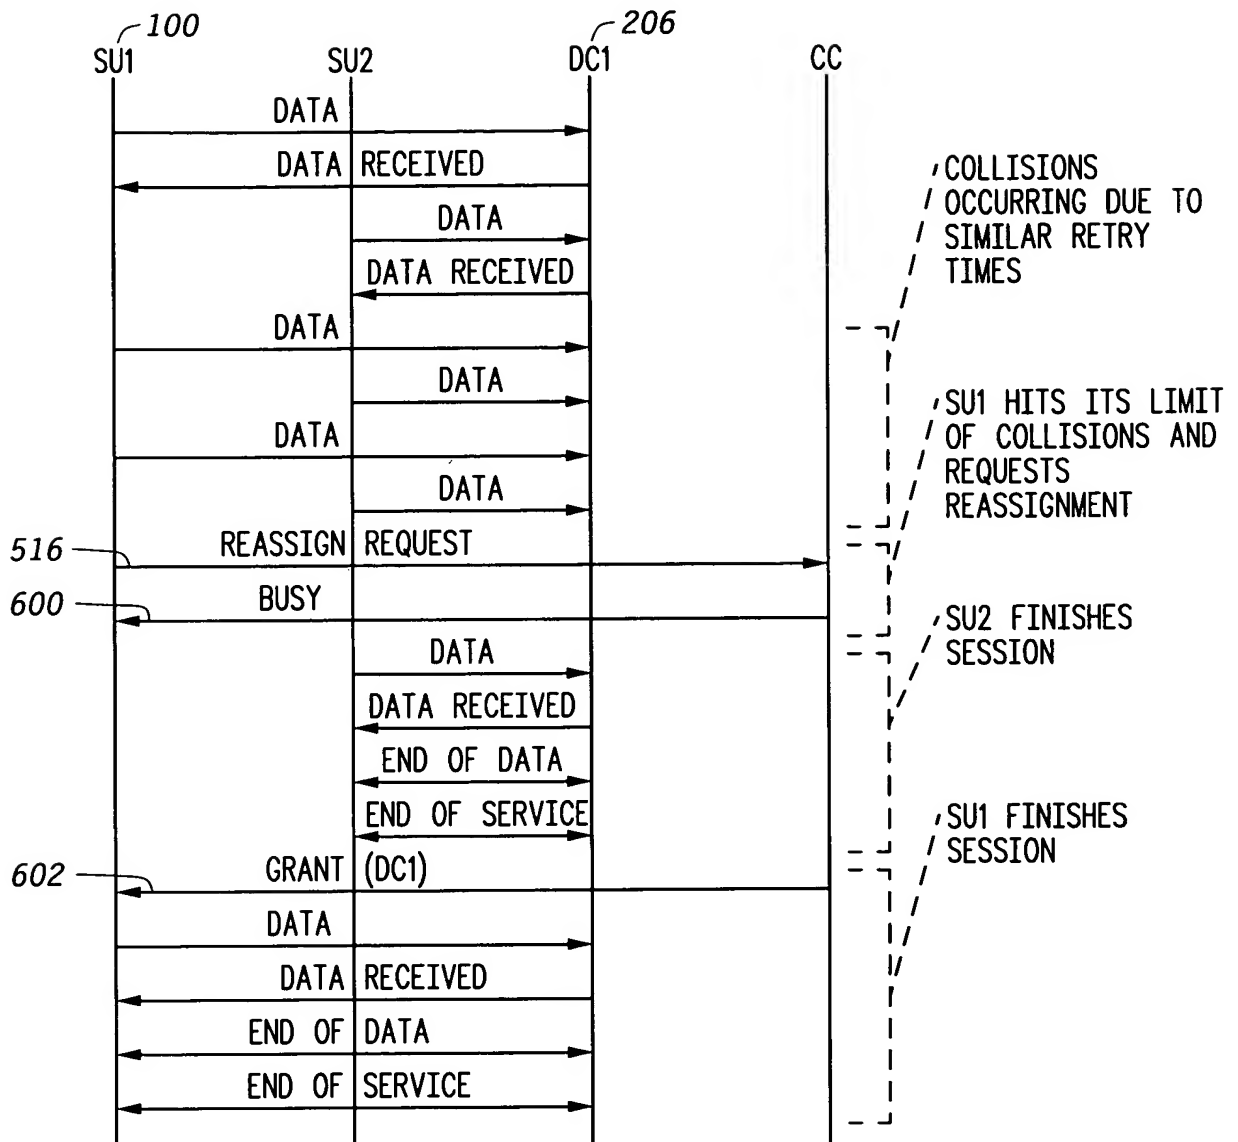 100
206
SU1
SU2
DC1
CC
DATA
DATA RECEIVED
DATA
DATA RECEIVED
DATA
DATA
DATA
DATA
516
REASSIGN REQUEST
600
BUSY
DATA
DATA RECEIVED
END OF DATA
END OF SERVICE
602
GRANT (DC1)
DATA
DATA RECEIVED
END OF DATA
END OF SERVICE
COLLISIONS
OCCURRING DUE TO
SIMILAR RETRY
TIMES
SU1 HITS ITS LIMIT
OF COLLISIONS AND
REQUESTS
REASSIGNMENT
SU2 FINISHES
SESSION
SU1 FINISHES
SESSION